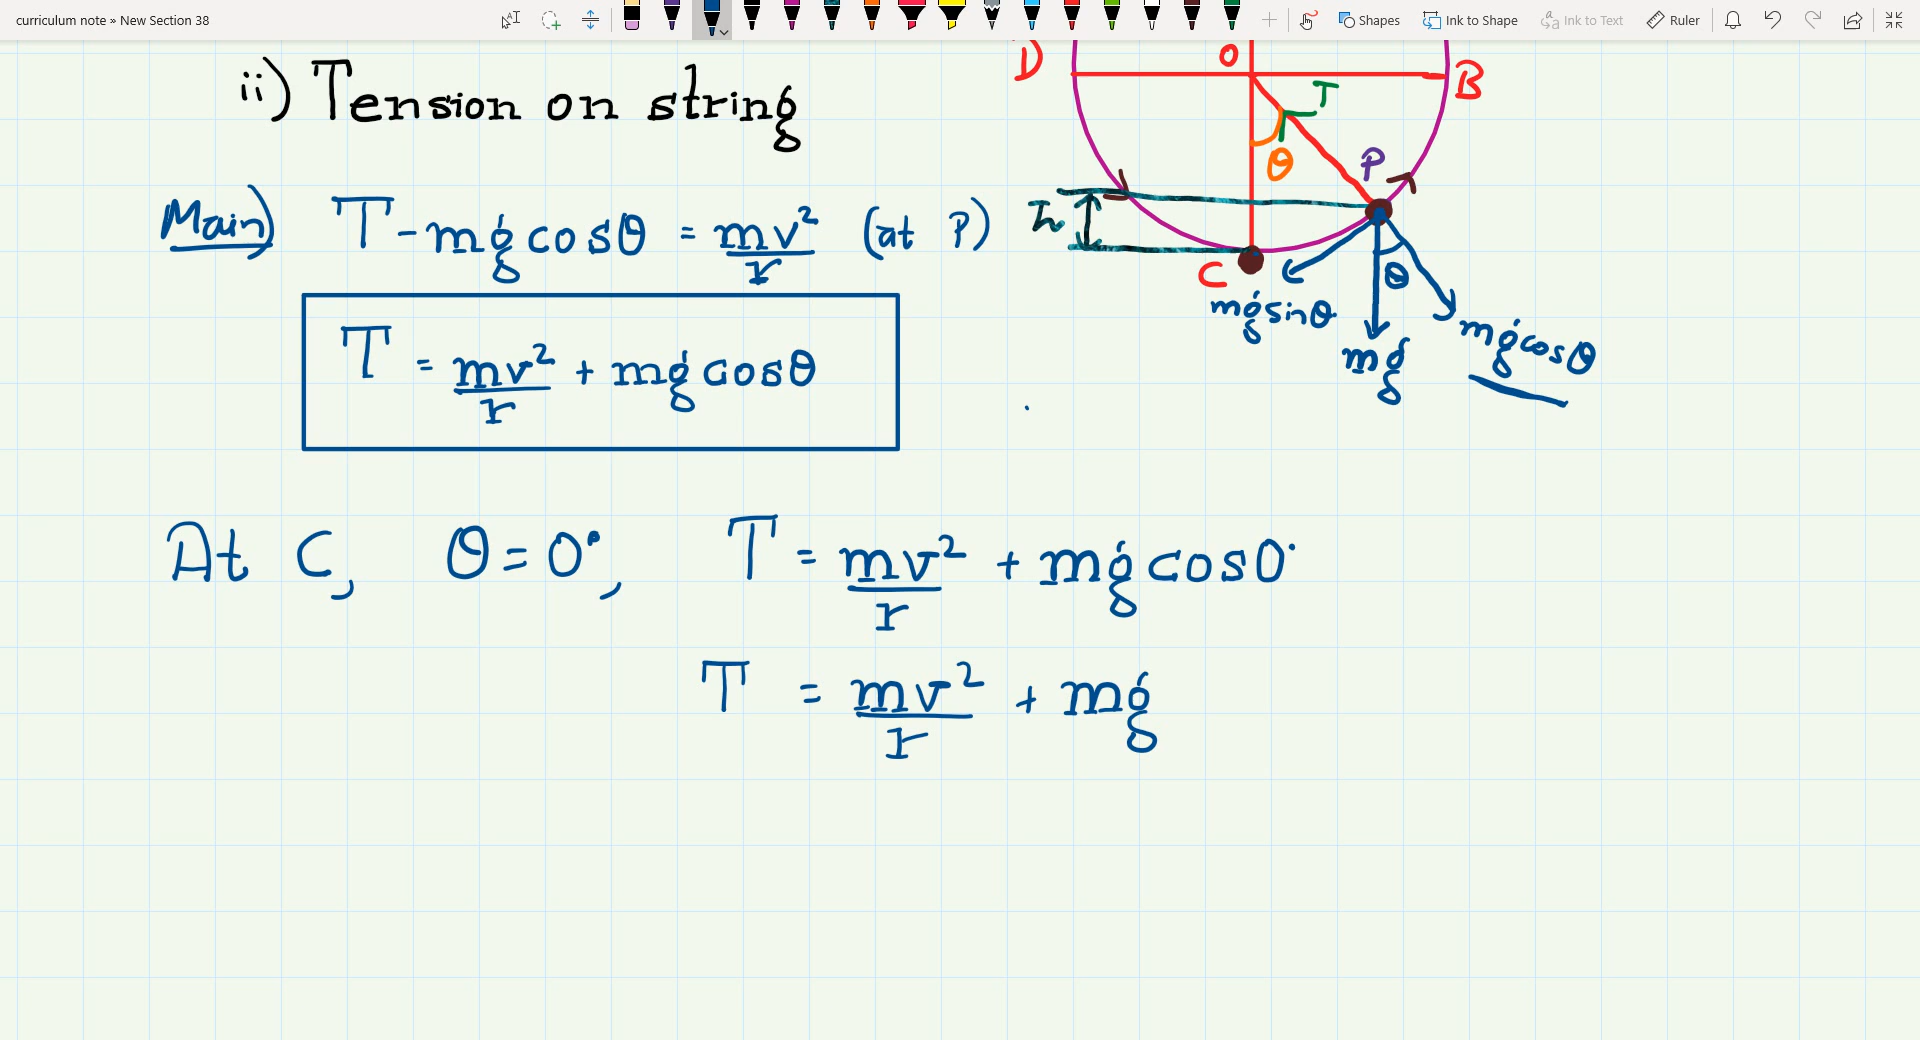 curriculum note » New Section 38
Shapes Ink to Shape Ink to Text Ruler
ii) Tension on string
Main) T - mg cosθ = mv²/r (at P)
T = mv²/r + mg cosθ
At C, θ = 0°, T = mv²/r + mg cos0°
T = mv²/r + mg
D O B
T
θ P
h
C θ
mg sinθ
mg mg cosθ